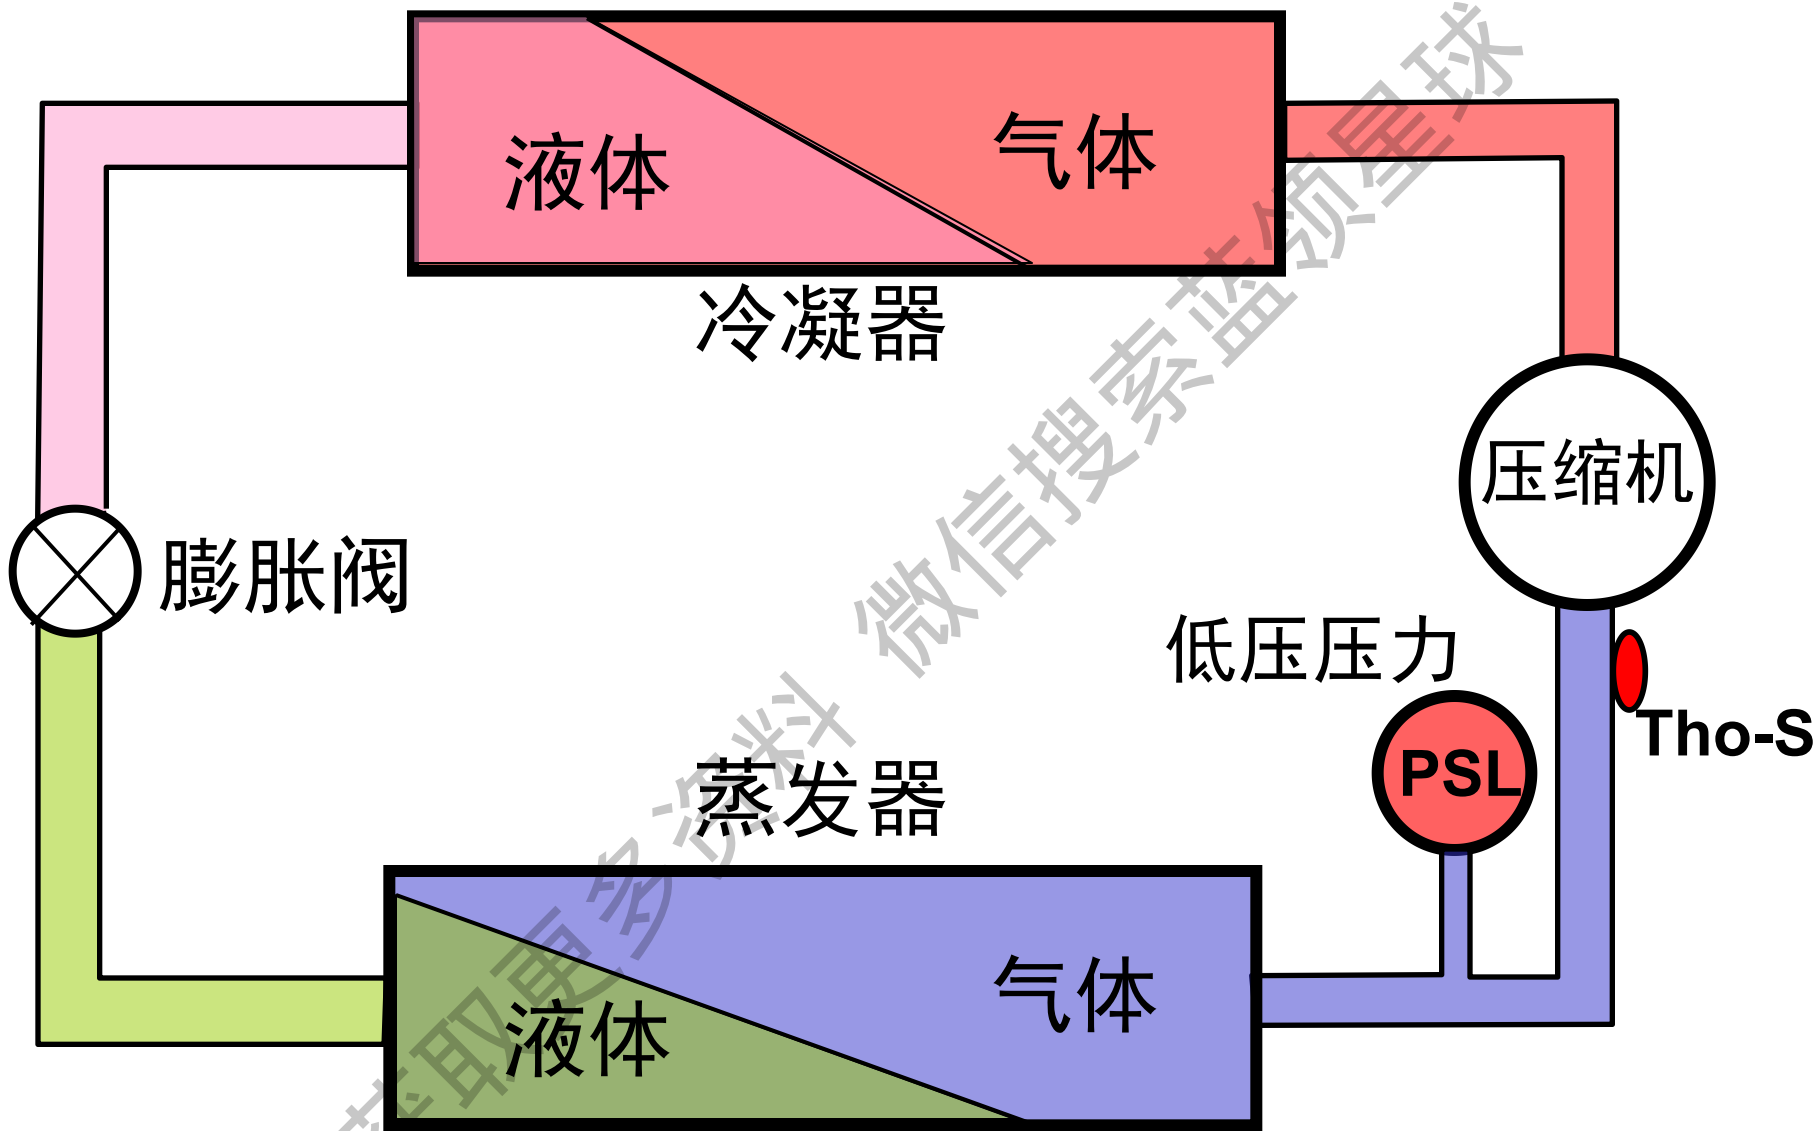 液体
气体
冷凝器
压缩机
膨胀阀
低压压力
Tho-S
PSL
蒸发器
气体
液体
获取更多资料 微信搜索蓝领星球